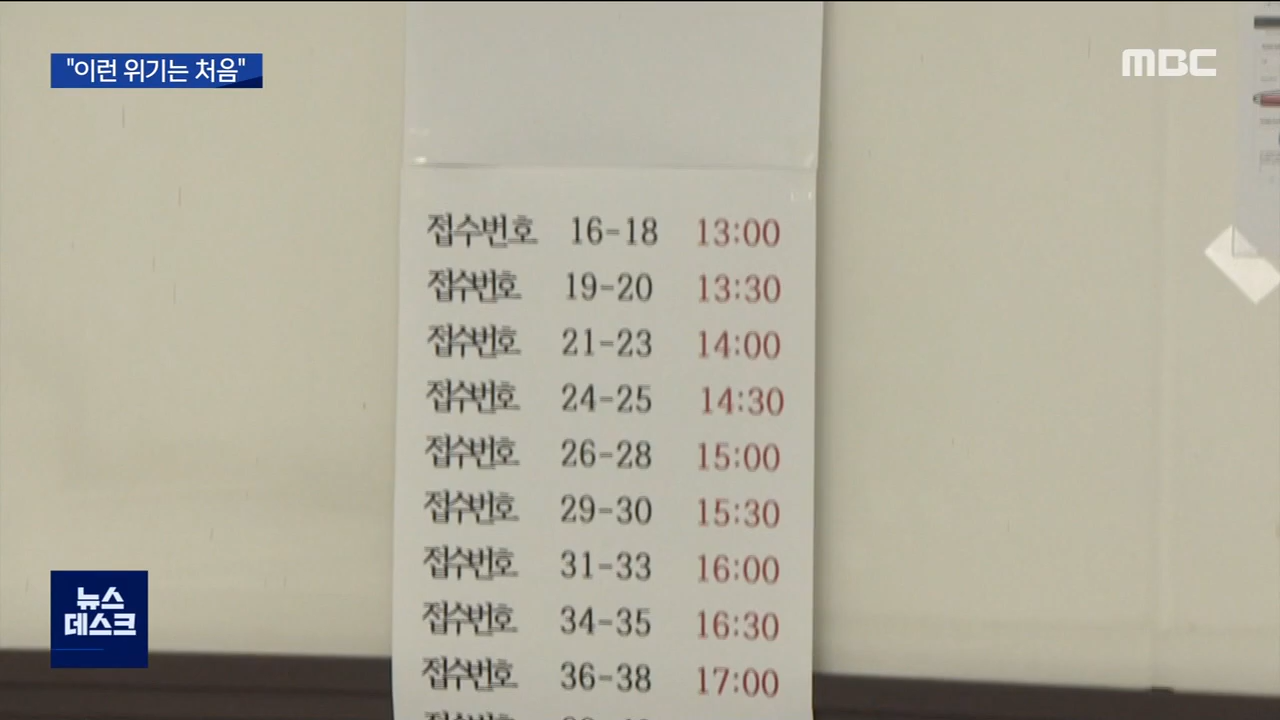 "이런 위기는 처음"
MBC
접수번호 16-18 13:00
접수번호 19-20 13:30
접수번호 21-23 14:00
접수번호 24-25 14:30
접수번호 26-28 15:00
접수번호 29-30 15:30
접수번호 31-33 16:00
접수번호 34-35 16:30
접수번호 36-38 17:00
뉴스
데스크